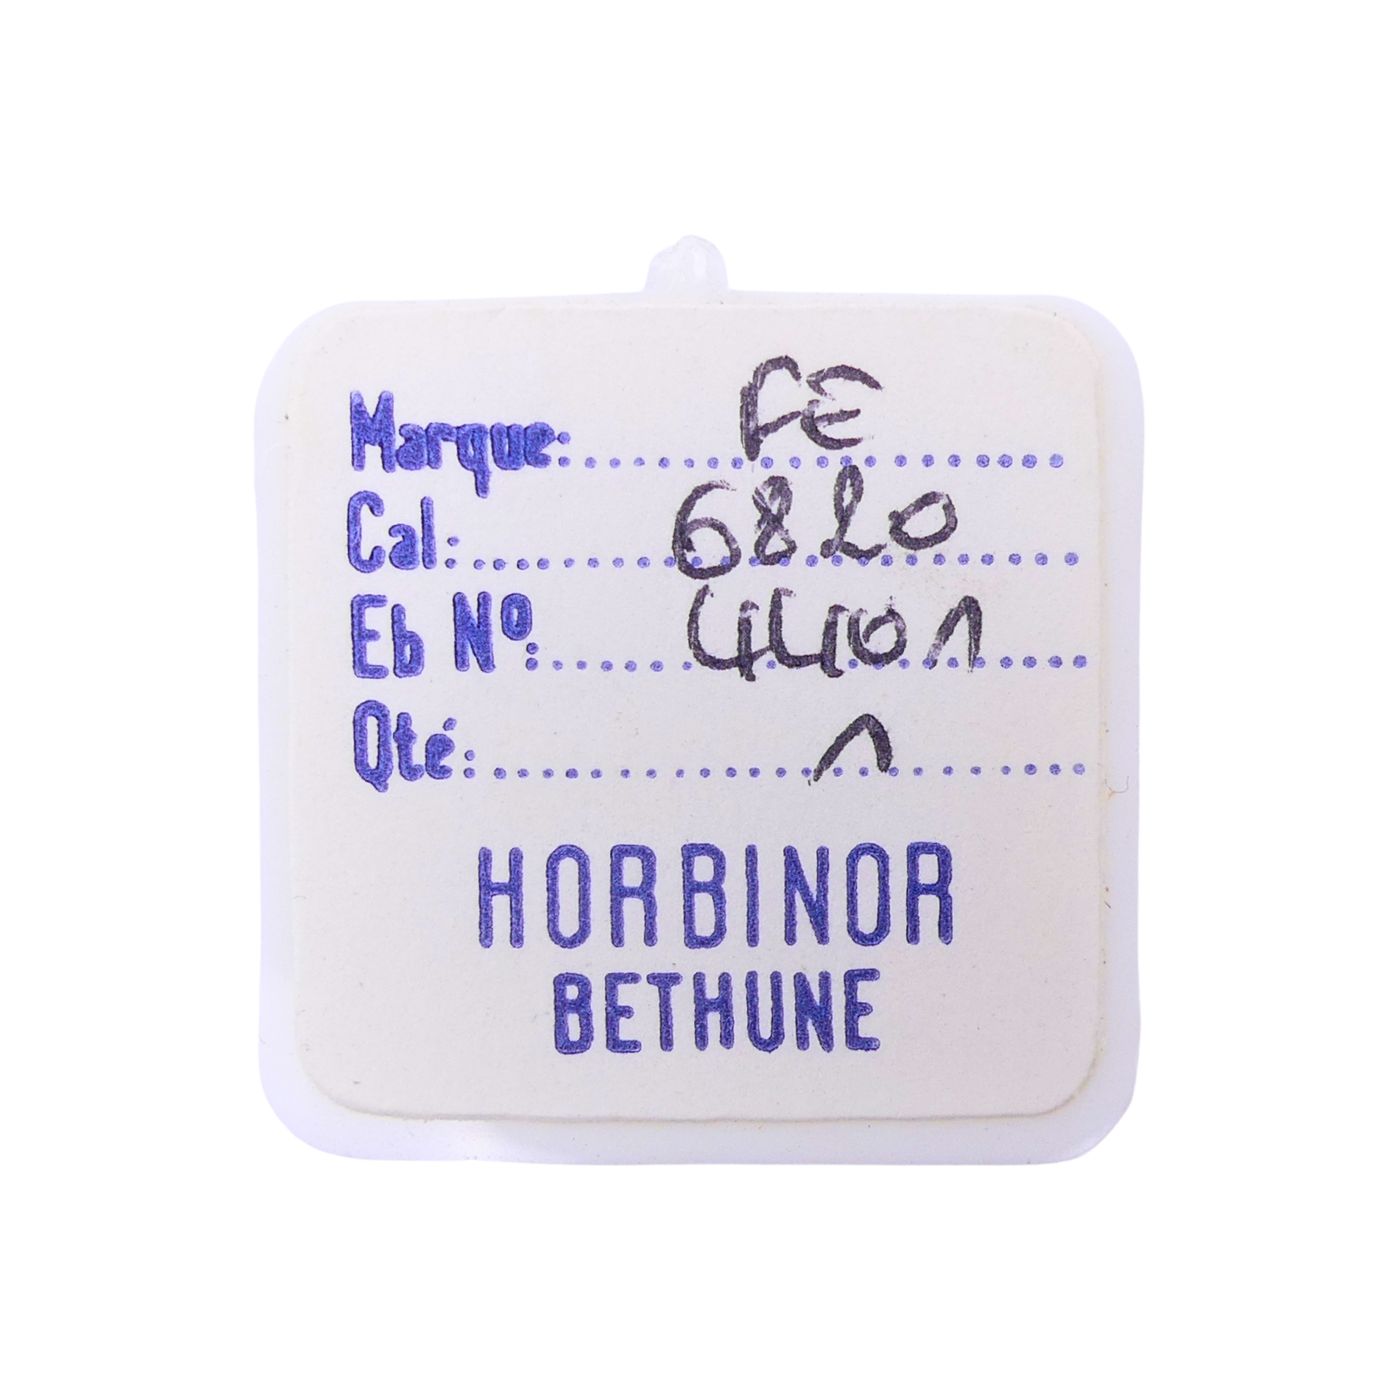 Marque: FE
Cal: 6820
Eb Nº: 4401
Qté: 1
HORBINOR
BETHUNE